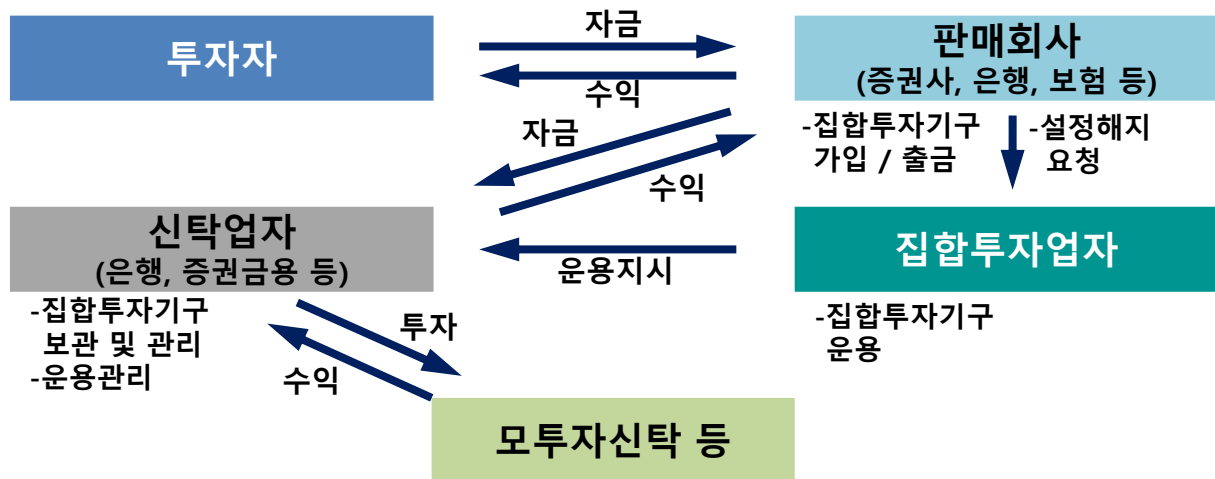 투자자
자금
수익
판매회사
(증권사, 은행, 보험 등)
자금
수익
-집합투자기구
가입 / 출금
-설정해지
요청
신탁업자
(은행, 증권금용 등)
운용지시
집합투자업자
-집합투자기구
보관 및 관리
-운용관리
투자
수익
-집합투자기구
운용
모투자신탁 등